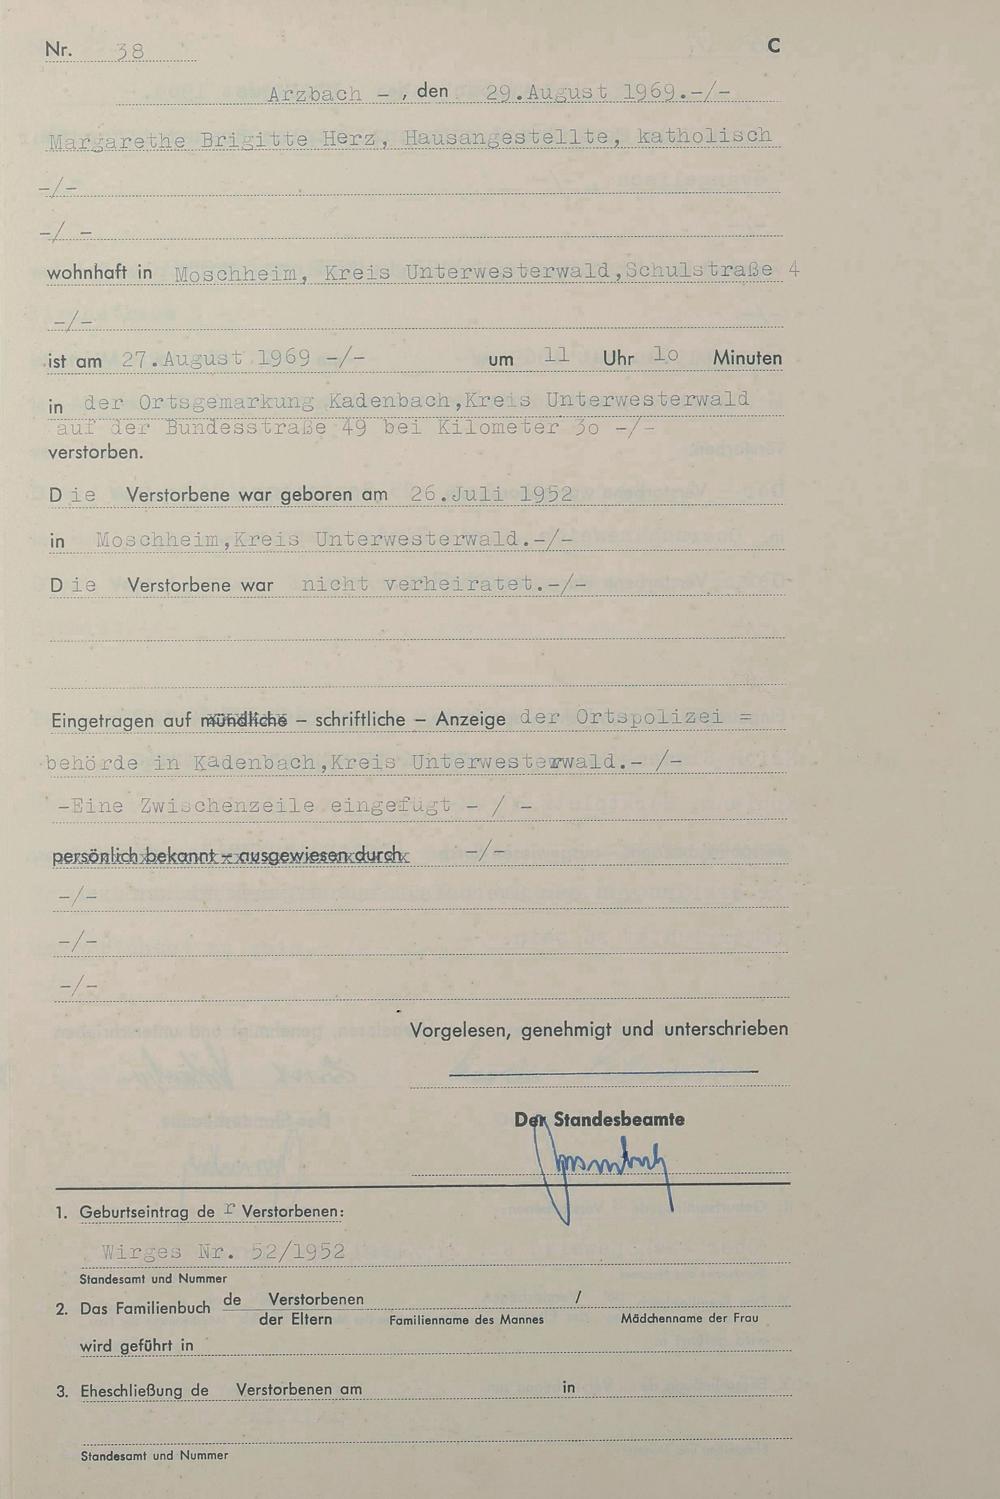 Nr. 38 C
Arzbach - , den 29.August 1969.-/-
Margarethe Brigitte Herz, Hausangestellte, katholisch
-/-
-/ -
wohnhaft in Moschheim, Kreis Unterwesterwald,Schulstraße 4
-/-
ist am 27.August 1969 -/- um 11 Uhr 1o Minuten
in der Ortsgemarkung Kadenbach,Kreis Unterwesterwald
auf der Bundesstraße 49 bei Kilometer 3o -/-
verstorben.
Die Verstorbene war geboren am 26.Juli 1952
in Moschheim,Kreis Unterwesterwald.-/-
Die Verstorbene war nicht verheiratet.-/-
Eingetragen auf mündliche – schriftliche – Anzeige der Ortspolizei =
behörde in Kadenbach,Kreis Unterwesterwald.- /-
-Eine Zwischenzeile eingefügt - / -
persönlich bekannt – ausgewiesen durch -/-
-/-
-/-
-/-
Vorgelesen, genehmigt und unterschrieben
Der Standesbeamte
1. Geburtseintrag de r Verstorbenen:
Wirges Nr. 52/1952
Standesamt und Nummer
2. Das Familienbuch de Verstorbenen /
der Eltern Familienname des Mannes Mädchenname der Frau
wird geführt in
3. Eheschließung de Verstorbenen am in
Standesamt und Nummer